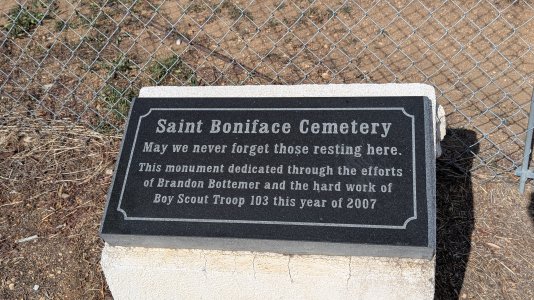 Saint Boniface Cemetery
May we never forget those resting here.
This monument dedicated through the efforts
of Brandon Bottemer and the hard work of
Boy Scout Troop 103 this year of 2007